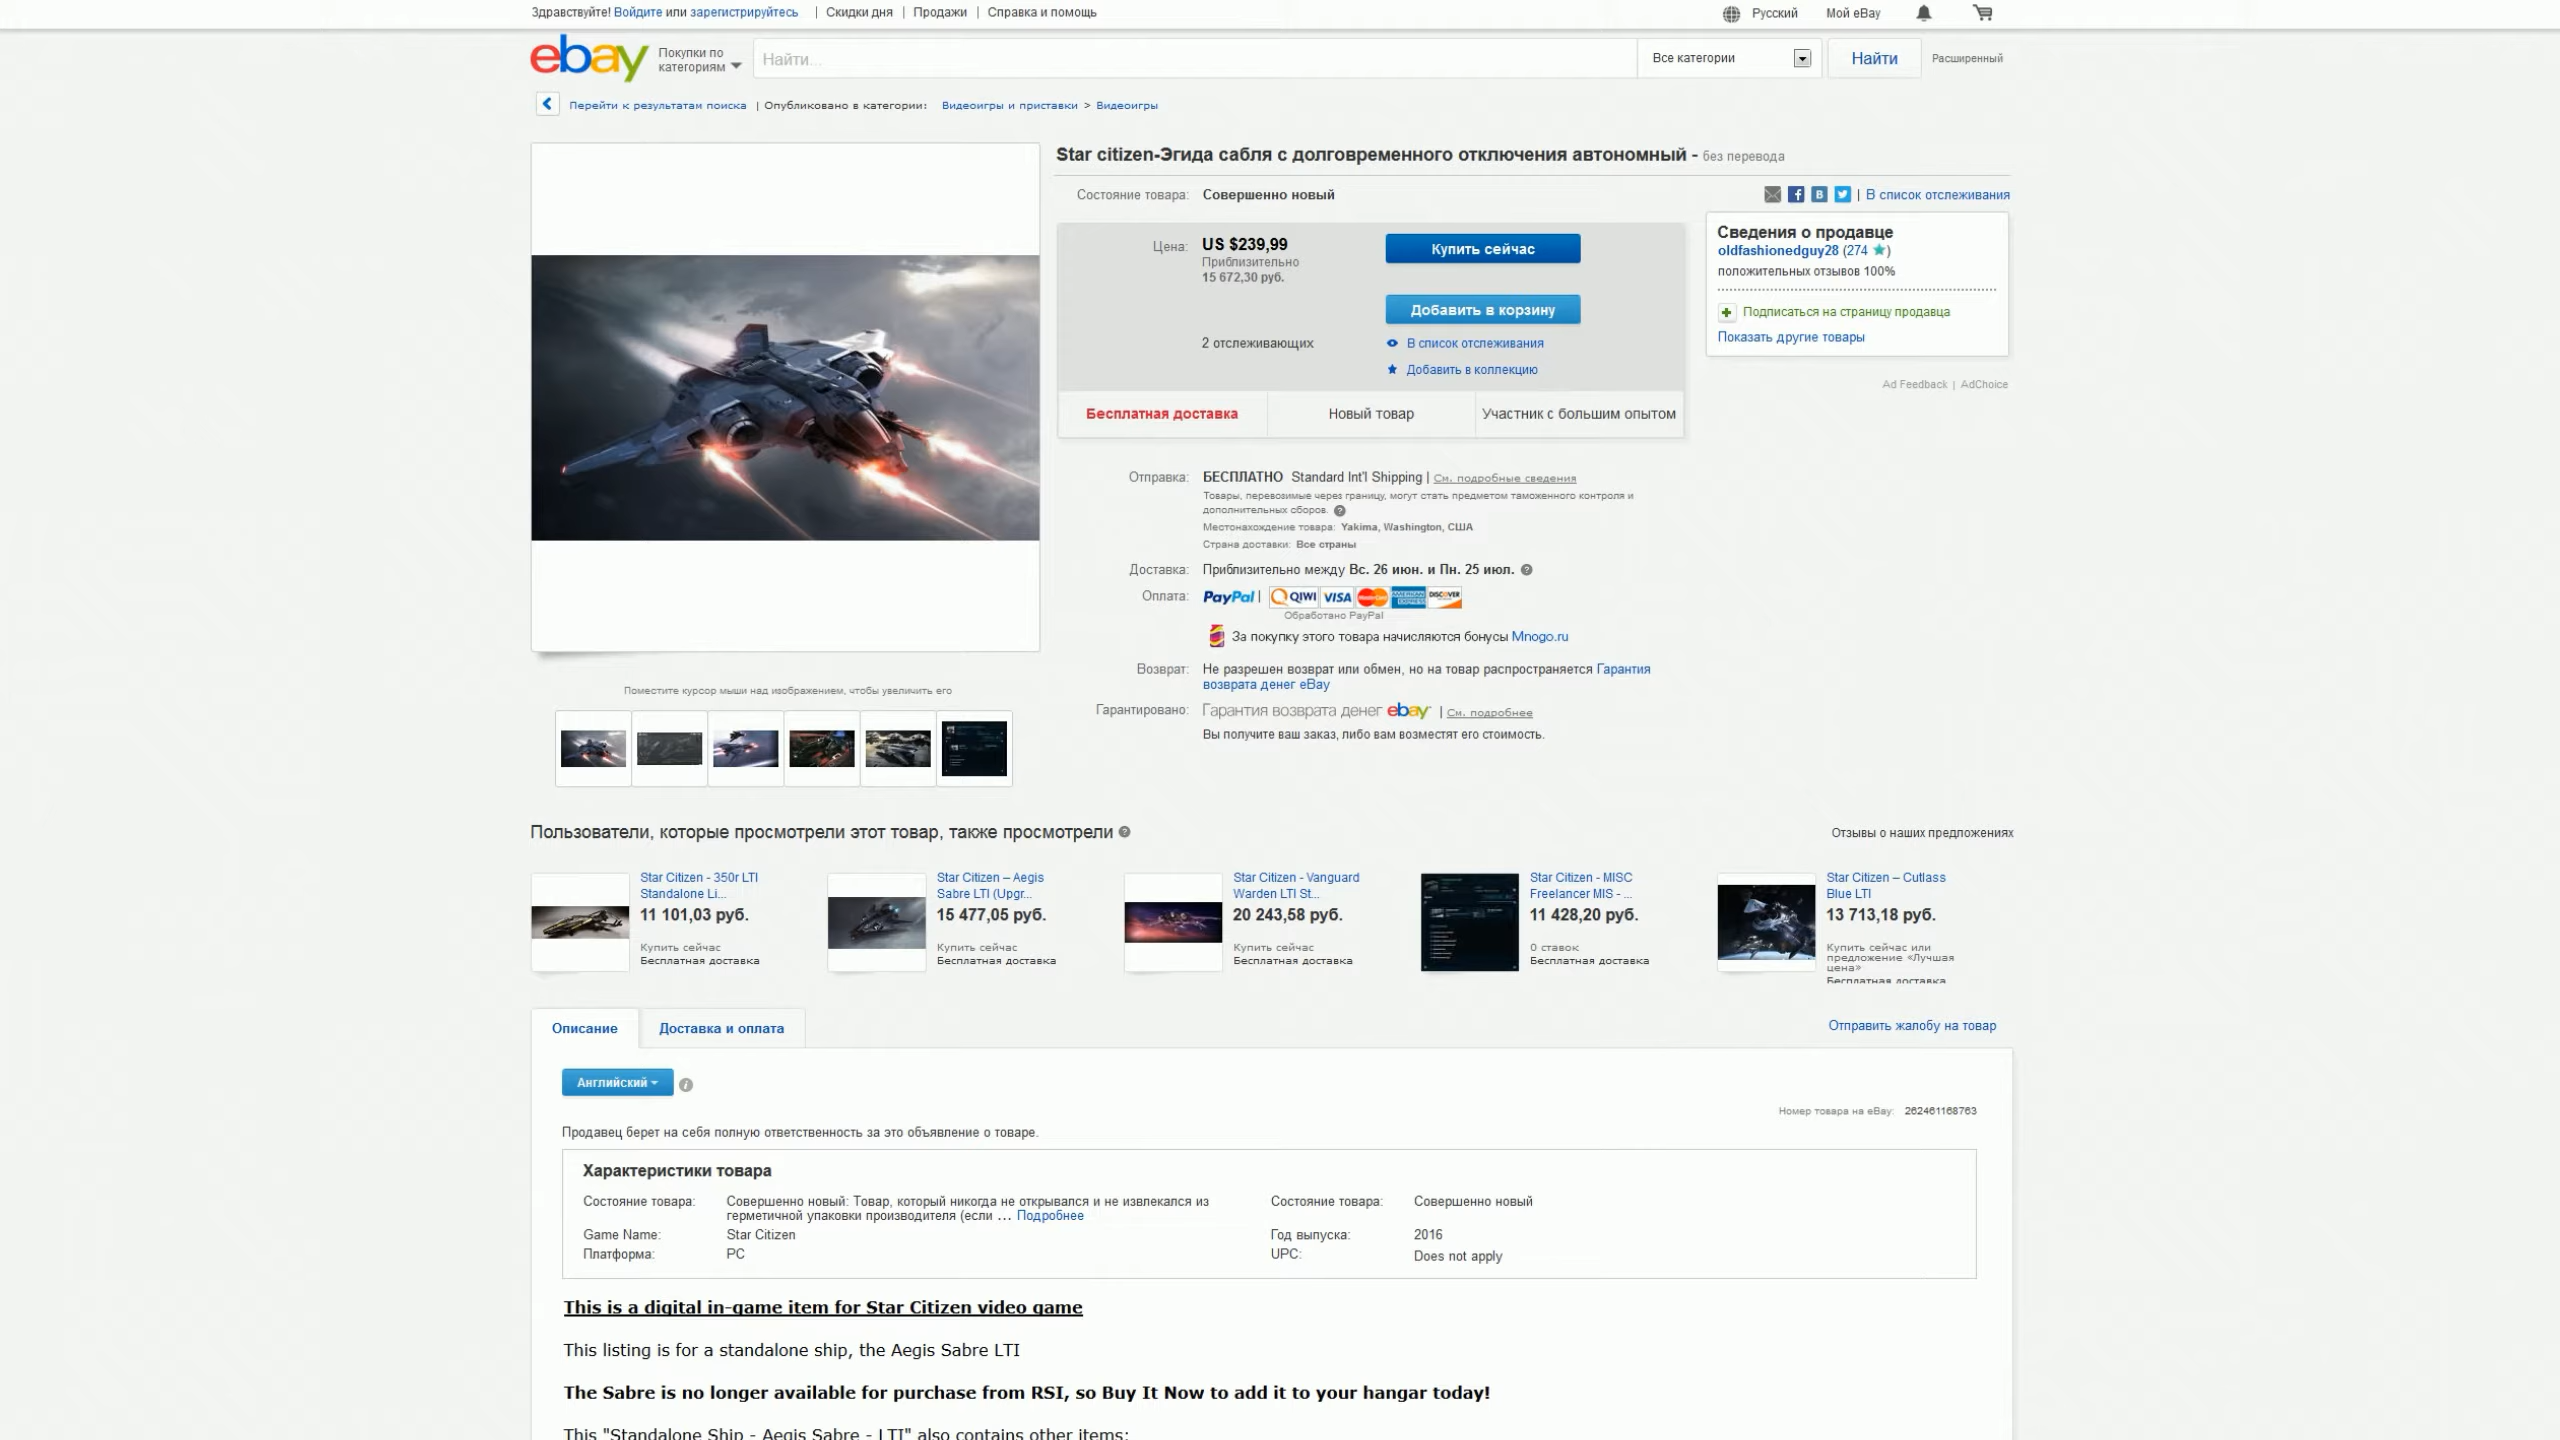 Здравствуйте! Войдите или зарегистрируйтесь | Скидки дня | Продажи | Справка и помощь
Русский Мой eBay
ebay
Покупки по
категориям
Найти...
Все категории
Найти
Расширенный
Перейти к результатам поиска | Опубликовано в категории: Видеоигры и приставки > Видеоигры
Star citizen-Эгида сабля с долговременного отключения автономный - без перевода
Состояние товара: Совершенно новый
| В список отслеживания
Цена: US $239,99
Приблизительно
15 672,30 руб.
Купить сейчас
Добавить в корзину
2 отслеживающих
В список отслеживания
Добавить в коллекцию
Бесплатная доставка
Новый товар
Участник с большим опытом
Сведения о продавце
oldfashionedguy28 (274 ★)
положительных отзывов 100%
Подписаться на страницу продавца
Показать другие товары
Ad Feedback | AdChoice
Отправка: БЕСПЛАТНО Standard Int'l Shipping | См. подробные сведения
Товары, перевозимые через границу, могут стать предметом таможенного контроля и
дополнительных сборов.
Местонахождение товара: Yakima, Washington, США
Страна доставки: Все страны
Доставка: Приблизительно между Вс. 26 июн. и Пн. 25 июл.
Оплата: PayPal | QIWI VISA MasterCard AMERICAN EXPRESS DISCOVER
Обработано PayPal
За покупку этого товара начисляются бонусы Mnogo.ru
Возврат: Не разрешен возврат или обмен, но на товар распространяется Гарантия
возврата денег eBay
Гарантировано: Гарантия возврата денег ebay | См. подробнее
Вы получите ваш заказ, либо вам возместят его стоимость.
Поместите курсор мыши над изображением, чтобы увеличить его
Пользователи, которые просмотрели этот товар, также просмотрели
Отзывы о наших предложениях
Star Citizen - 350r LTI
Standalone Li...
11 101,03 руб.
Купить сейчас
Бесплатная доставка
Star Citizen – Aegis
Sabre LTI (Upgr...
15 477,05 руб.
Купить сейчас
Бесплатная доставка
Star Citizen - Vanguard
Warden LTI St...
20 243,58 руб.
Купить сейчас
Бесплатная доставка
Star Citizen - MISC
Freelancer MIS - ...
11 428,20 руб.
0 ставок
Бесплатная доставка
Star Citizen – Cutlass
Blue LTI
13 713,18 руб.
Купить сейчас или
предложение «Лучшая
цена»
Бесплатная доставка
Описание
Доставка и оплата
Отправить жалобу на товар
Английский
Номер товара на eBay: 262461168763
Продавец берет на себя полную ответственность за это объявление о товаре.
Характеристики товара
Состояние товара: Совершенно новый: Товар, который никогда не открывался и не извлекался из
герметичной упаковки производителя (если … Подробнее
Состояние товара: Совершенно новый
Game Name: Star Citizen
Год выпуска: 2016
Платформа: PC
UPC: Does not apply
This is a digital in-game item for Star Citizen video game
This listing is for a standalone ship, the Aegis Sabre LTI
The Sabre is no longer available for purchase from RSI, so Buy It Now to add it to your hangar today!
This "Standalone Ship - Aegis Sabre - LTI" also contains other items: